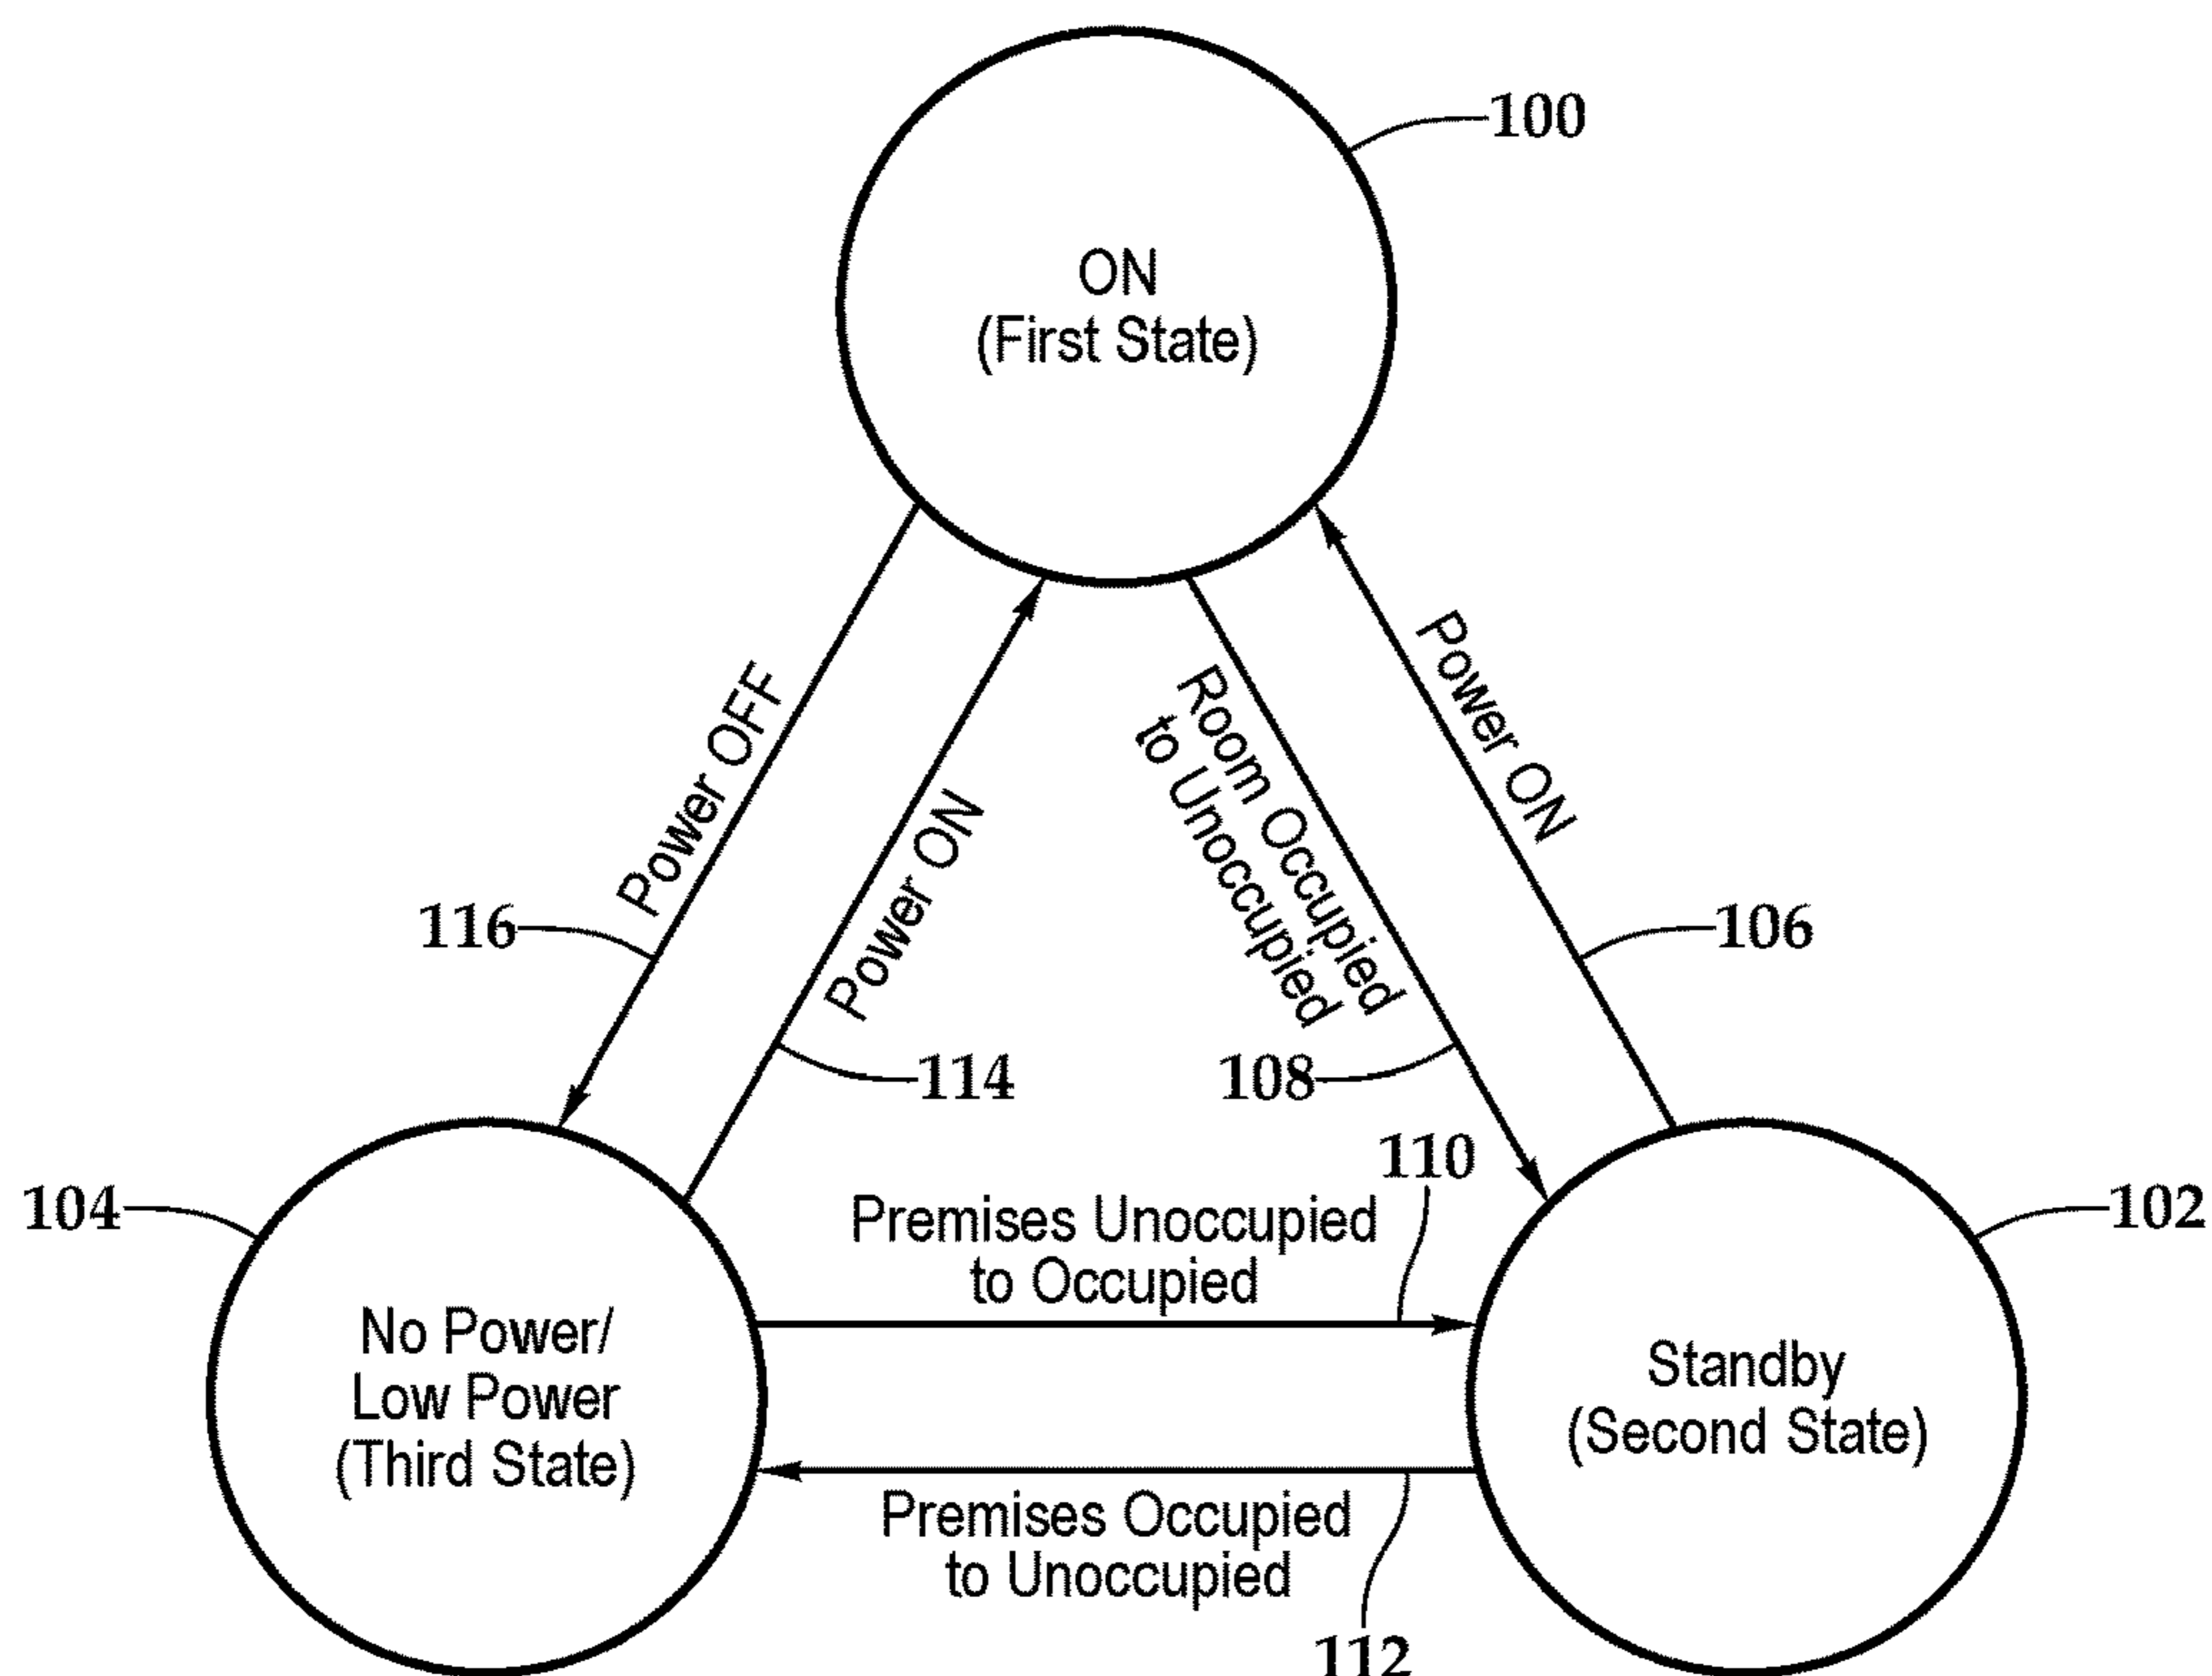 100
ON
(First State)
Power OFF
Power ON
Room Occupied
to Unoccupied
Power ON
116
106
114
108
110
104
102
Premises Unoccupied
to Occupied
No Power/
Low Power
(Third State)
Standby
(Second State)
Premises Occupied
to Unoccupied
112